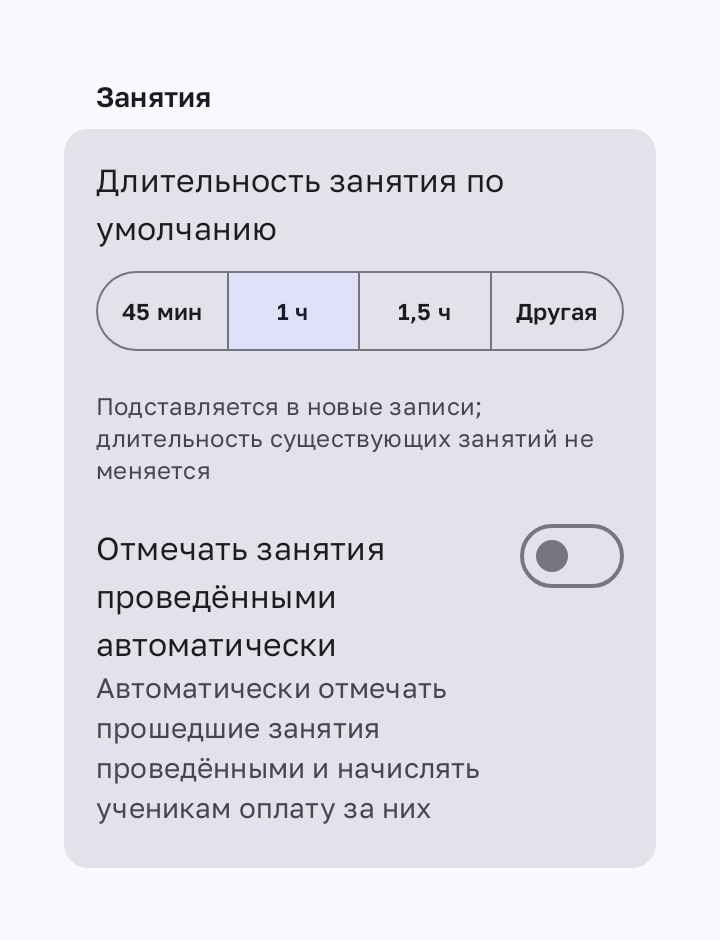 Занятия
Длительность занятия по
умолчанию
45 мин 1 ч 1,5 ч Другая
Подставляется в новые записи;
длительность существующих занятий не
меняется
Отмечать занятия
проведёнными
автоматически
Автоматически отмечать
прошедшие занятия
проведёнными и начислять
ученикам оплату за них